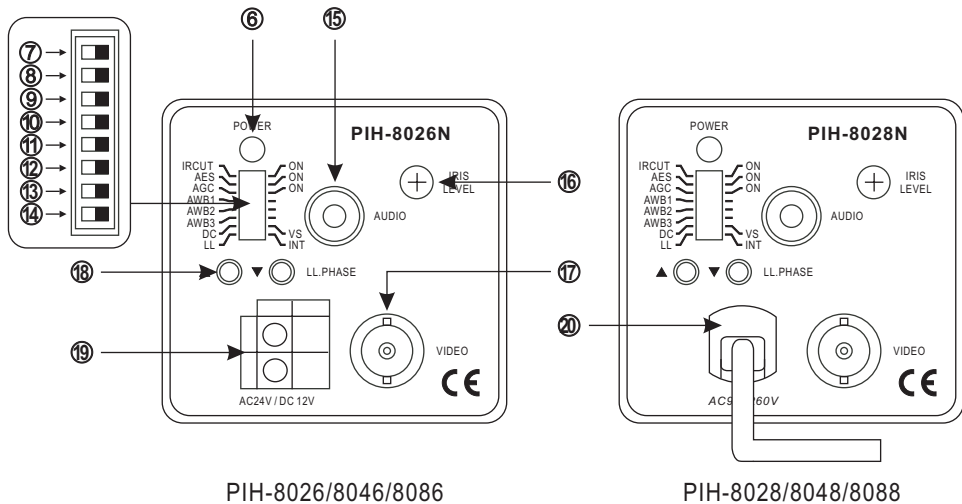 ⑥ ⑮
⑦
⑧
⑨
⑩
⑪
⑫
⑬
⑭
POWER PIH-8026N
IRCUT ON
AES ON
AGC ON
AWB1
AWB2
AWB3
DC VS
LL INT
IRIS
LEVEL
⑯
AUDIO
⑱ ▼ LL.PHASE
⑰
⑲
VIDEO
AC24V / DC 12V
CE
PIH-8026/8046/8086
POWER PIH-8028N
IRCUT ON
AES ON
AGC ON
AWB1
AWB2
AWB3
DC VS
LL INT
IRIS
LEVEL
AUDIO
▲ ▼ LL.PHASE
⑳
VIDEO
CE
PIH-8028/8048/8088